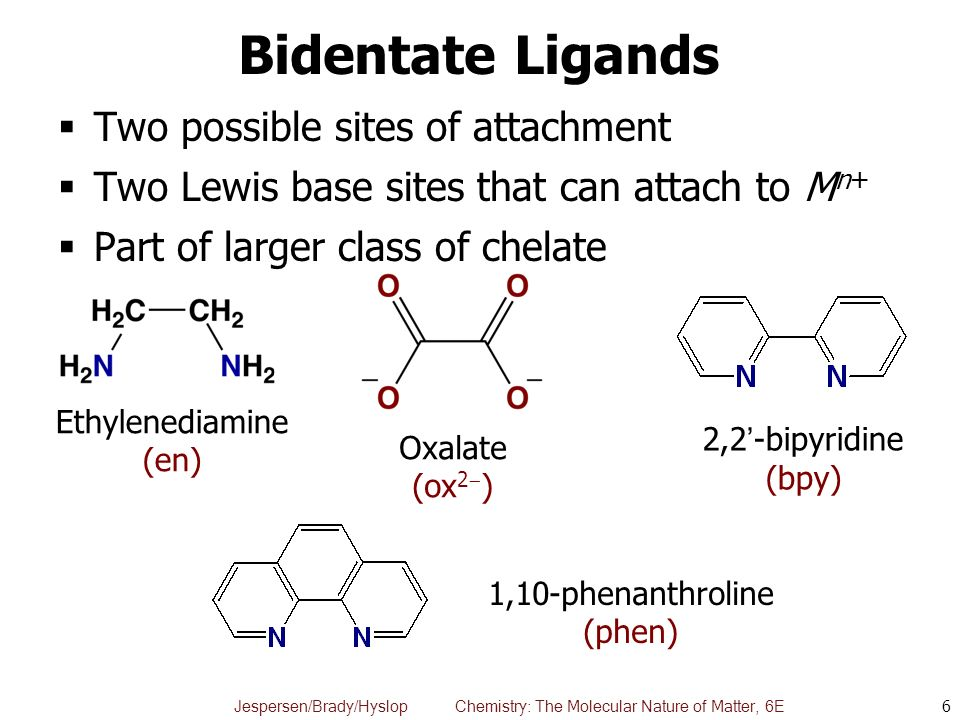 Bidentate Ligands
▪ Two possible sites of attachment
▪ Two Lewis base sites that can attach to Mⁿ⁺
▪ Part of larger class of chelate
H₂C CH₂
H₂N NH₂
Ethylenediamine
(en)
O O
⁻O O⁻
Oxalate
(ox²⁻)
N N
2,2’-bipyridine
(bpy)
N N
1,10-phenanthroline
(phen)
Jespersen/Brady/Hyslop Chemistry: The Molecular Nature of Matter, 6E 6